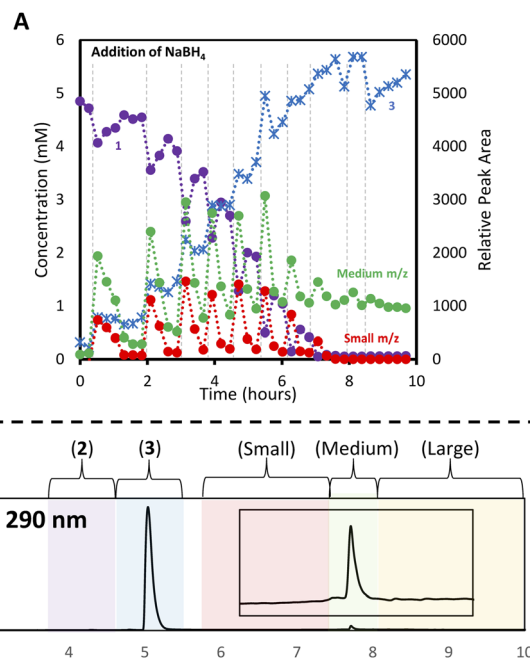 A
Addition of NaBH4
6 6000
5 5000
4 4000
3 3000
2 2000
1 1000
0 0
Concentration (mM)
Relative Peak Area
1
3
Medium m/z
Small m/z
0 2 4 6 8 10
Time (hours)
(2) (3) (Small) (Medium) (Large)
290 nm
4 5 6 7 8 9 10